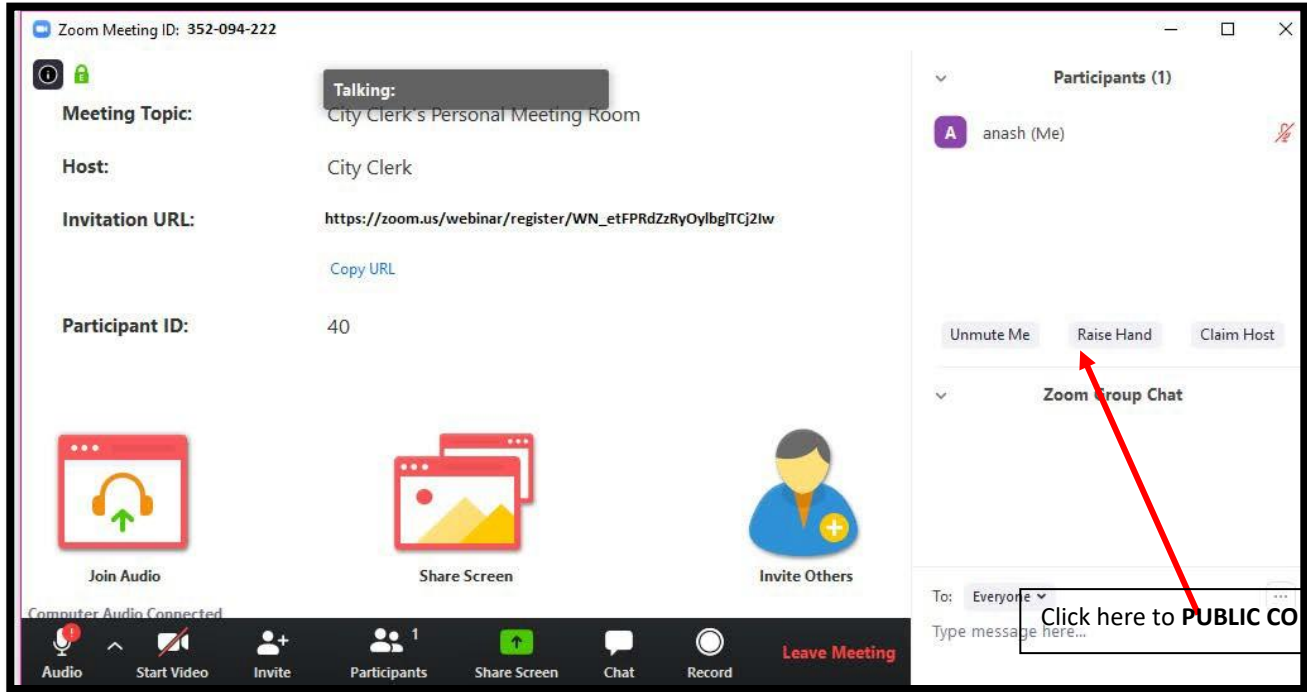 Zoom Meeting ID: 352-094-222
Talking:
Meeting Topic: City Clerk's Personal Meeting Room
Host: City Clerk
Invitation URL: https://zoom.us/webinar/register/WN_etFPRdZzRyOylbglTCj2Iw
Copy URL
Participant ID: 40
Join Audio Share Screen Invite Others
Computer Audio Connected
Audio Start Video Invite Participants 1 Share Screen Chat Record Leave Meeting
Participants (1)
A anash (Me)
Unmute Me Raise Hand Claim Host
Zoom Group Chat
To: Everyone
Type message here...
Click here to PUBLIC CO